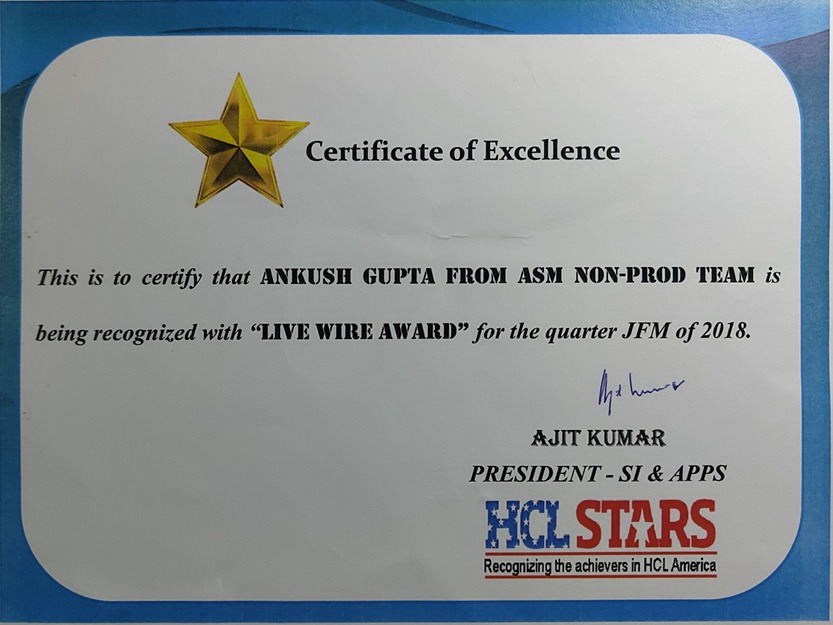 Certificate of Excellence
This is to certify that ANKUSH GUPTA FROM ASM NON-PROD TEAM is
being recognized with “LIVE WIRE AWARD” for the quarter JFM of 2018.
Ajit Kumar
AJIT KUMAR
PRESIDENT - SI & APPS
HCL STARS
Recognizing the achievers in HCL America